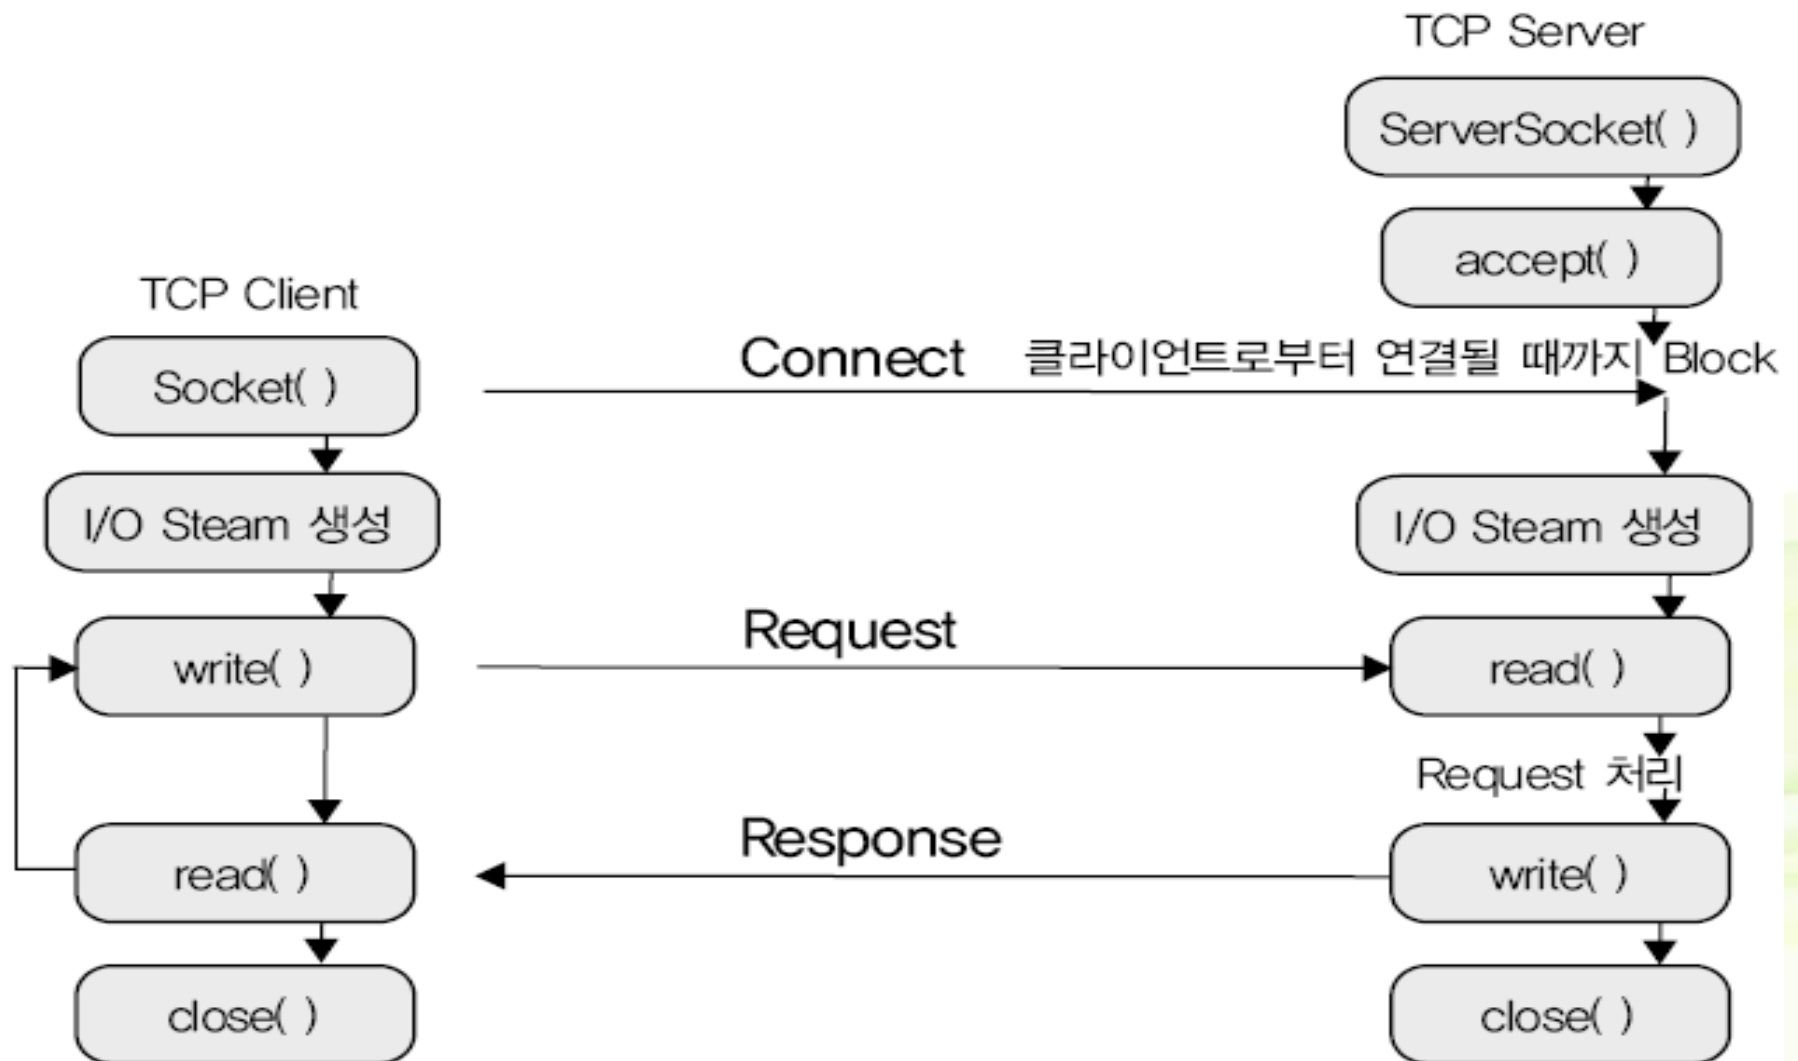 TCP Server
ServerSocket( )
accept( )
TCP Client
Connect 클라이언트로부터 연결될 때까지 Block
Socket( )
I/O Steam 생성
I/O Steam 생성
Request
write( )
read( )
Request 처리
Response
read( )
write( )
close( )
close( )